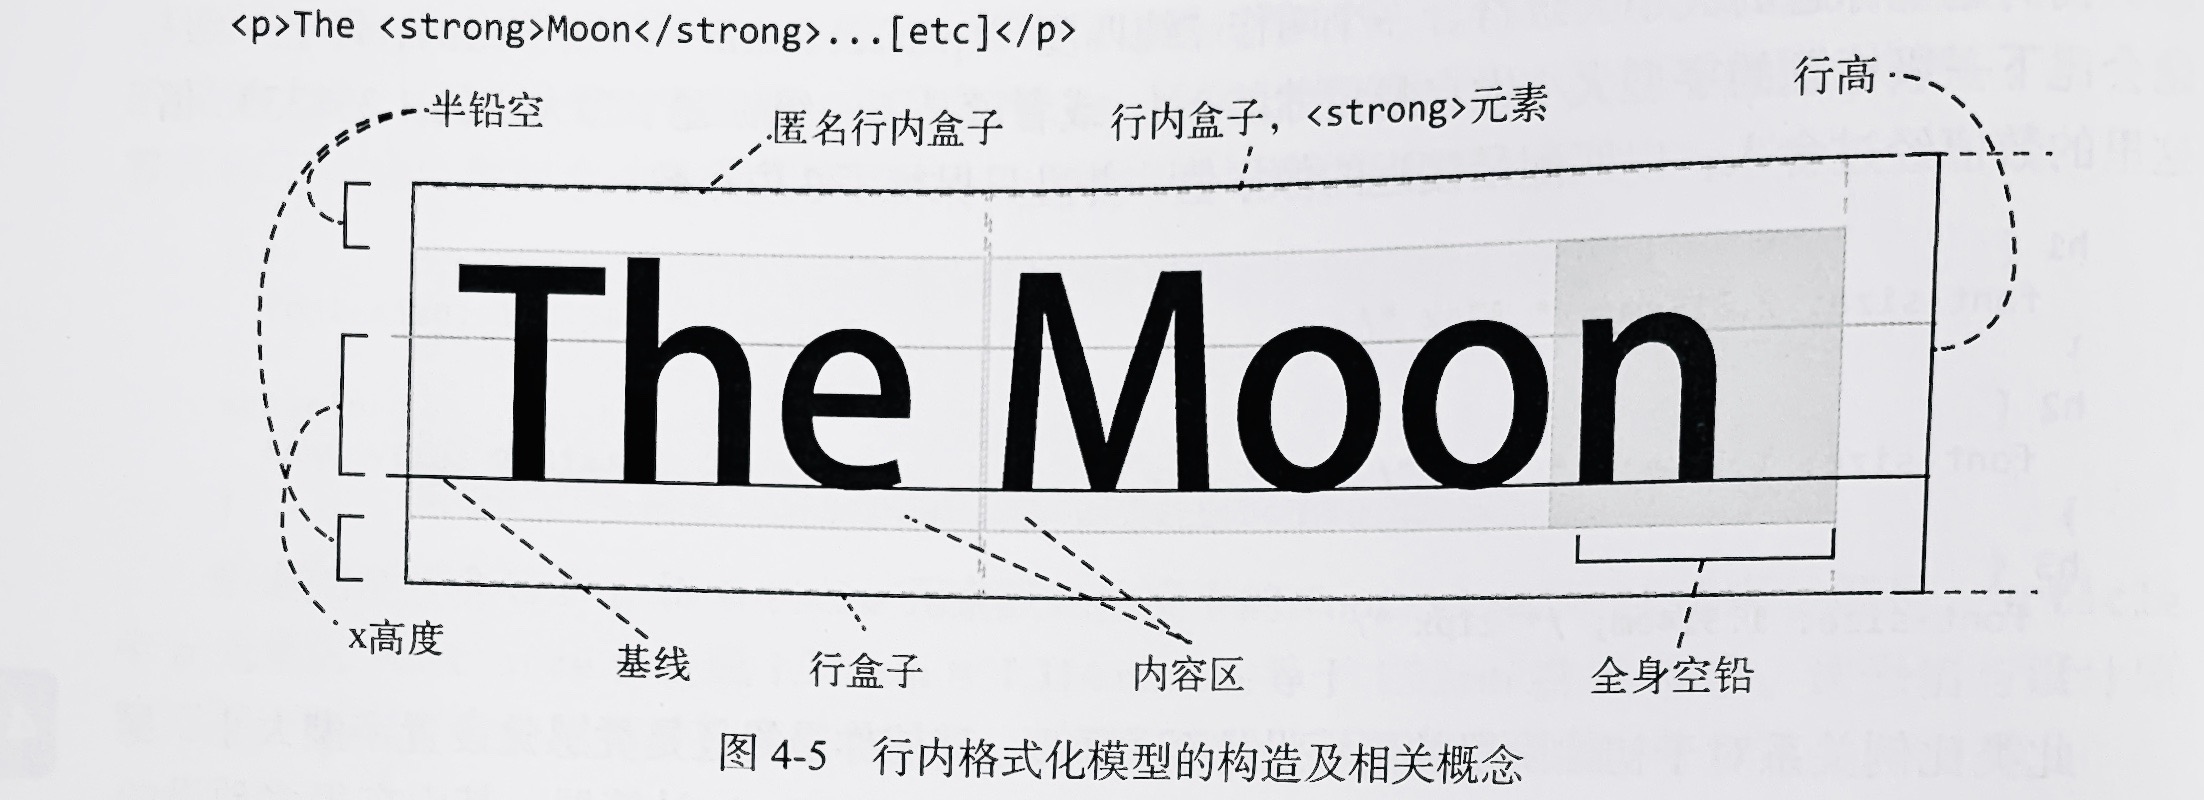 <p>The <strong>Moon</strong>...[etc]</p>
行高
半铅空
匿名行内盒子
行内盒子，<strong>元素
The Moon
x高度
基线
行盒子
内容区
全身空铅
图 4-5 行内格式化模型的构造及相关概念